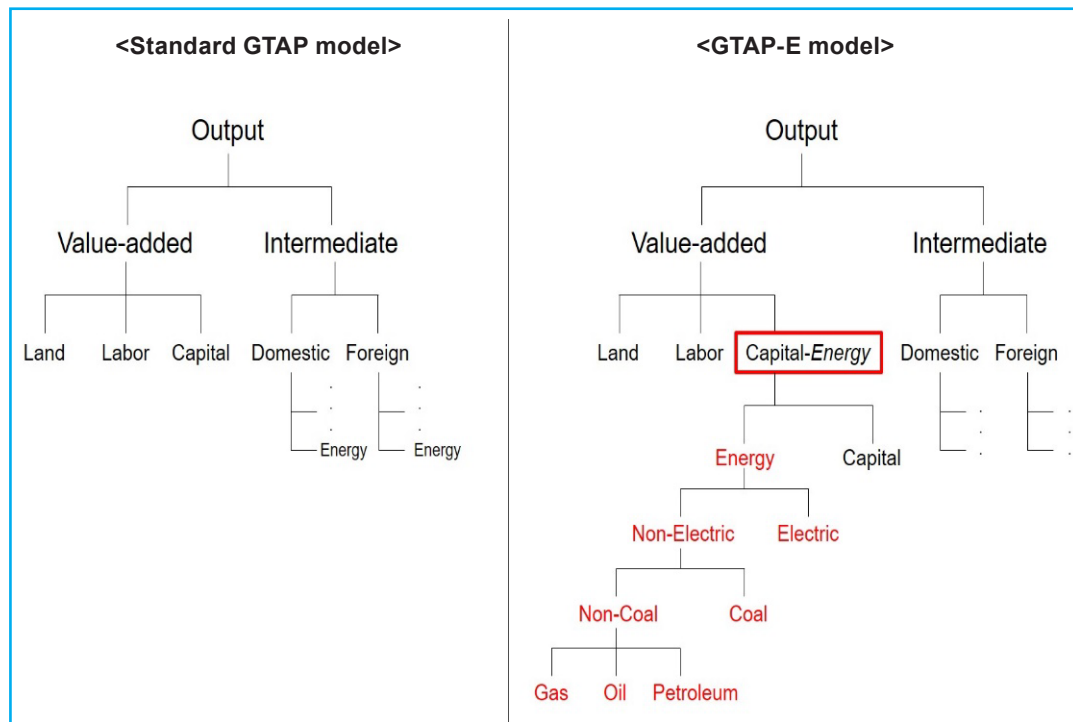 <Standard GTAP model>
Output
Value-added Intermediate
Land Labor Capital Domestic Foreign
Energy Energy
<GTAP-E model>
Output
Value-added Intermediate
Land Labor Capital-Energy Domestic Foreign
Energy Capital
Non-Electric Electric
Non-Coal Coal
Gas Oil Petroleum